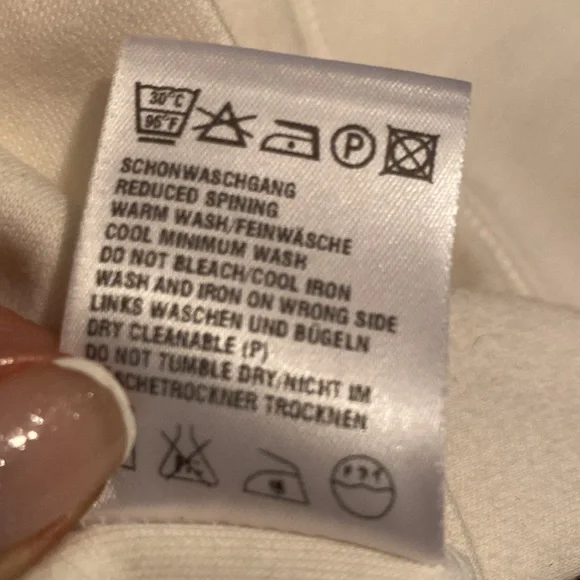 30°C
95°F
P
SCHONWASCHGANG
REDUCED SPINING
WARM WASH/FEINWÄSCHE
COOL MINIMUM WASH
DO NOT BLEACH/COOL IRON
WASH AND IRON ON WRONG SIDE
LINKS WASCHEN UND BÜGELN
DRY CLEANABLE (P)
DO NOT TUMBLE DRY/NICHT IM
SCHETROCKNER TROCKNEN